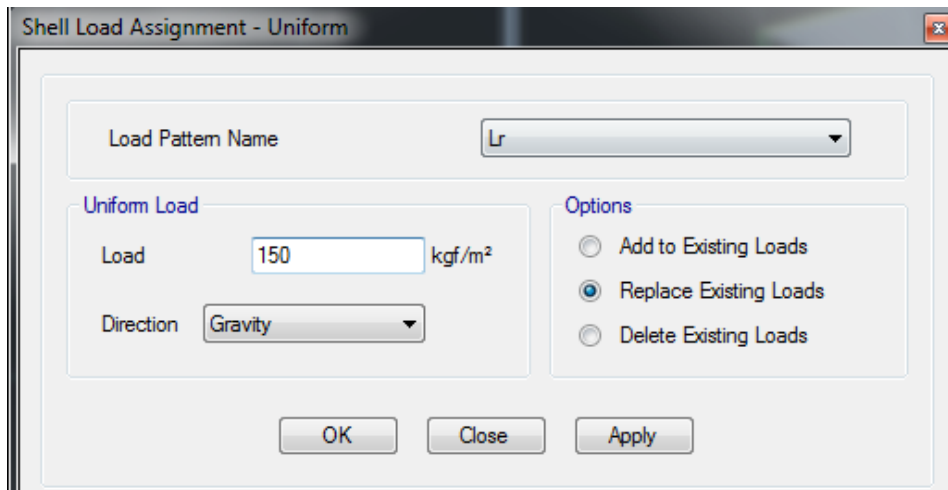 Shell Load Assignment - Uniform
Load Pattern Name
Lr
Uniform Load
Load
150
kgf/m²
Direction
Gravity
Options
Add to Existing Loads
Replace Existing Loads
Delete Existing Loads
OK
Close
Apply